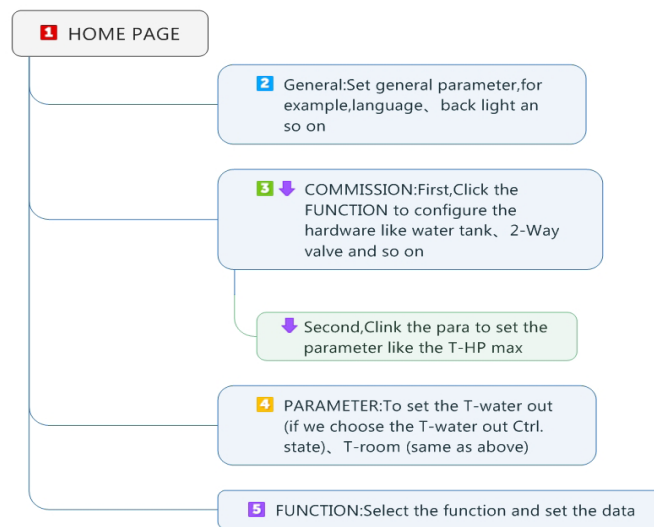 1 HOME PAGE
2 General:Set general parameter,for
example,language、back light an
so on
3 COMMISSION:First,Click the
FUNCTION to configure the
hardware like water tank、2-Way
valve and so on
Second,Clink the para to set the
parameter like the T-HP max
4 PARAMETER:To set the T-water out
(if we choose the T-water out Ctrl.
state)、T-room (same as above)
5 FUNCTION:Select the function and set the data